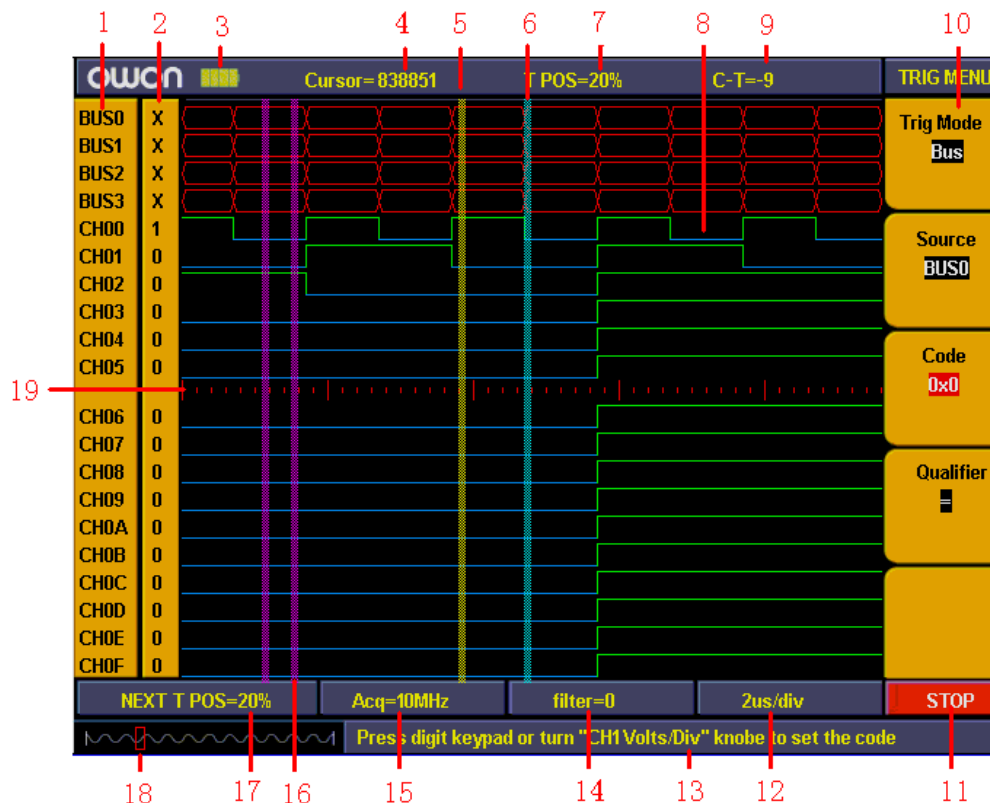 1 2 3 4 5 6 7 8 9 10
owon Cursor=838851 T POS=20% C-T=-9 TRIG MENU
BUS0 X
BUS1 X
BUS2 X
BUS3 X
CH00 1
CH01 0
CH02 0
CH03 0
CH04 0
CH05 0
19
CH06 0
CH07 0
CH08 0
CH09 0
CH0A 0
CH0B 0
CH0C 0
CH0D 0
CH0E 0
CH0F 0
Trig Mode
Bus
Source
BUS0
Code
0x0
Qualifier
=
NEXT T POS=20% Acq=10MHz filter=0 2us/div STOP
Press digit keypad or turn "CH1 Volts/Div" knobe to set the code
18 17 16 15 14 13 12 11